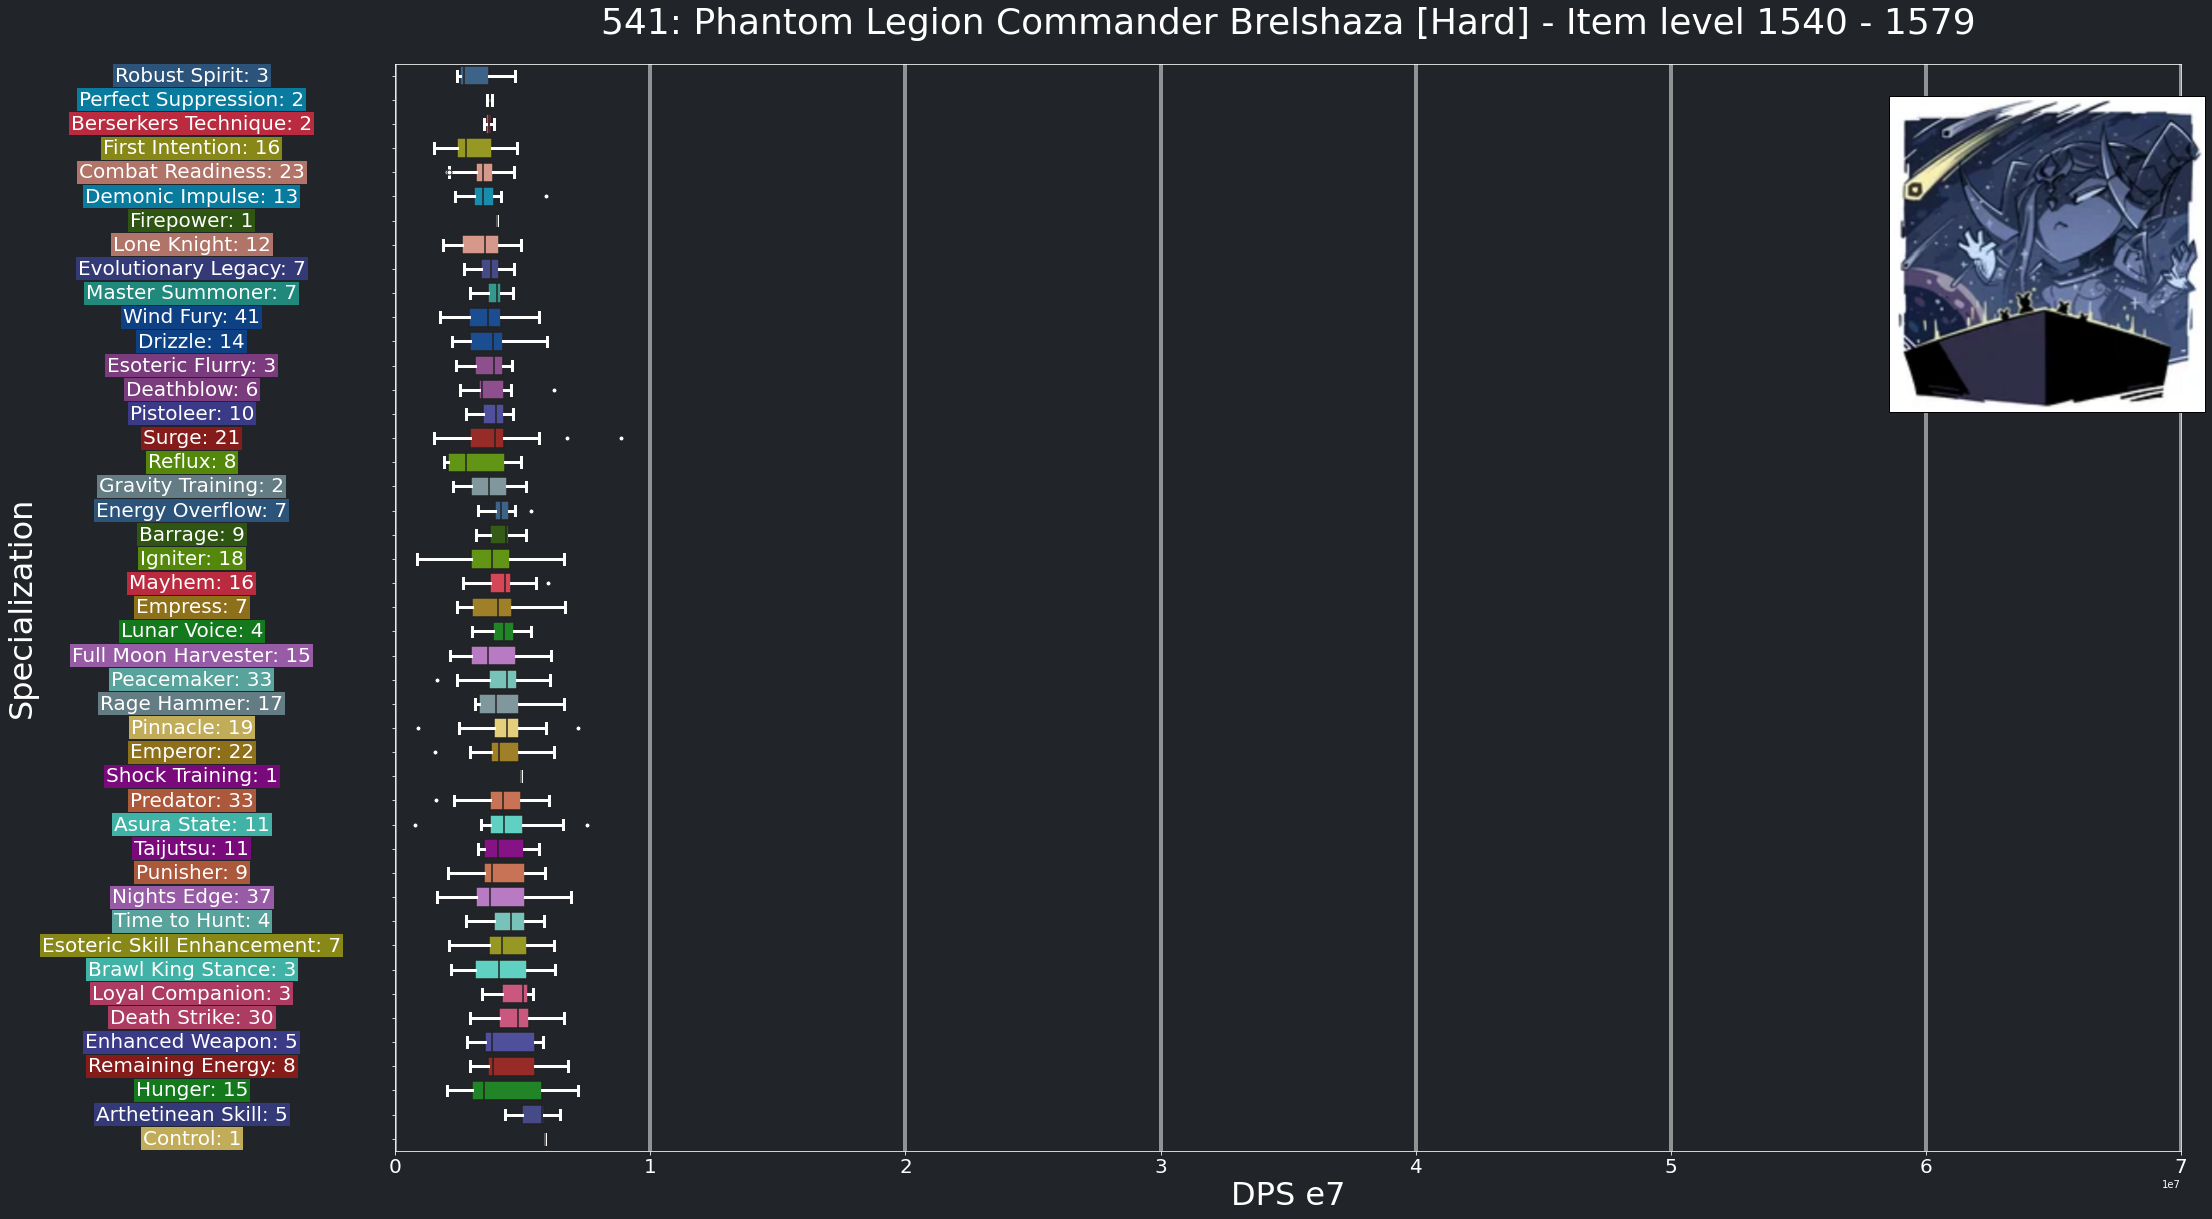 541: Phantom Legion Commander Brelshaza [Hard] - Item level 1540 - 1579
Robust Spirit: 3
Perfect Suppression: 2
Berserkers Technique: 2
First Intention: 16
Combat Readiness: 23
Demonic Impulse: 13
Firepower: 1
Lone Knight: 12
Evolutionary Legacy: 7
Master Summoner: 7
Wind Fury: 41
Drizzle: 14
Esoteric Flurry: 3
Deathblow: 6
Pistoleer: 10
Surge: 21
Reflux: 8
Gravity Training: 2
Energy Overflow: 7
Barrage: 9
Igniter: 18
Mayhem: 16
Empress: 7
Lunar Voice: 4
Full Moon Harvester: 15
Peacemaker: 33
Rage Hammer: 17
Pinnacle: 19
Emperor: 22
Shock Training: 1
Predator: 33
Asura State: 11
Taijutsu: 11
Punisher: 9
Nights Edge: 37
Time to Hunt: 4
Esoteric Skill Enhancement: 7
Brawl King Stance: 3
Loyal Companion: 3
Death Strike: 30
Enhanced Weapon: 5
Remaining Energy: 8
Hunger: 15
Arthetinean Skill: 5
Control: 1
Specialization
0 1 2 3 4 5 6 7
1e7
DPS e7